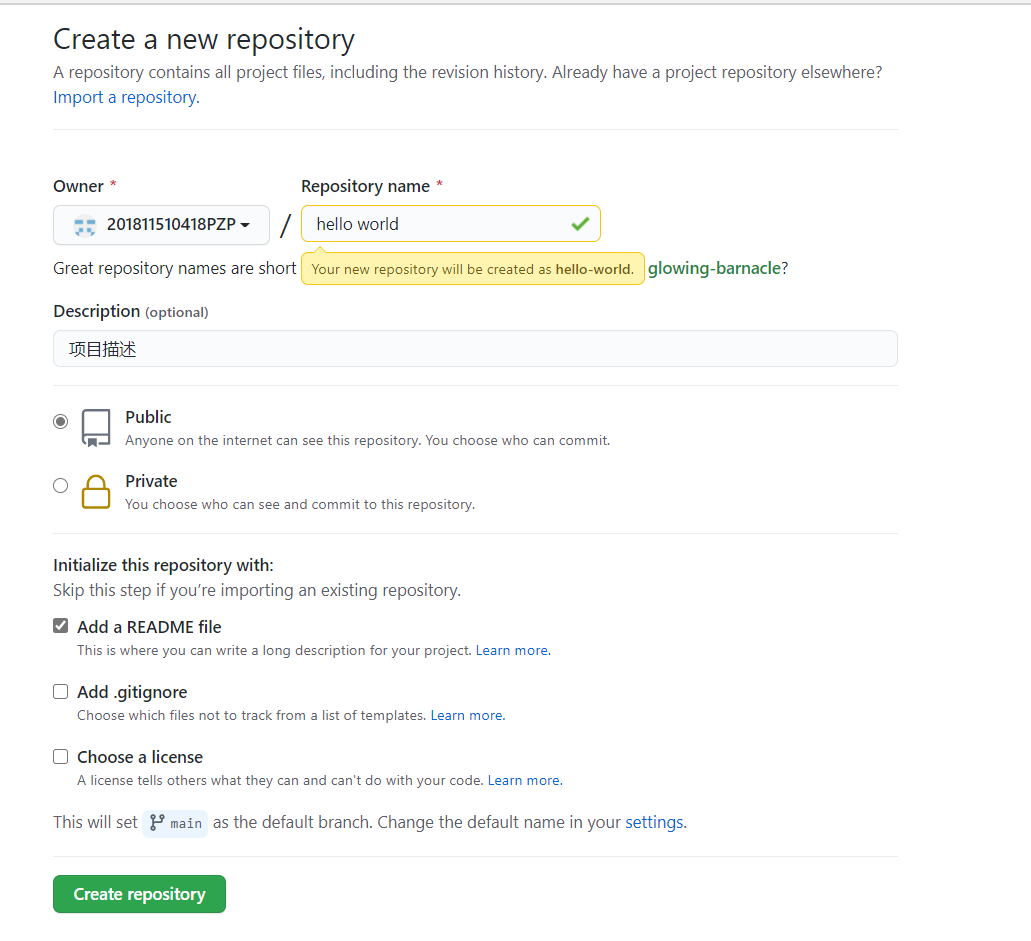 Create a new repository
A repository contains all project files, including the revision history. Already have a project repository elsewhere?
Import a repository.
Owner *
Repository name *
201811510418PZP
/
hello world
Great repository names are short
Your new repository will be created as hello-world.
glowing-barnacle?
Description (optional)
项目描述
Public
Anyone on the internet can see this repository. You choose who can commit.
Private
You choose who can see and commit to this repository.
Initialize this repository with:
Skip this step if you’re importing an existing repository.
Add a README file
This is where you can write a long description for your project. Learn more.
Add .gitignore
Choose which files not to track from a list of templates. Learn more.
Choose a license
A license tells others what they can and can't do with your code. Learn more.
This will set main as the default branch. Change the default name in your settings.
Create repository